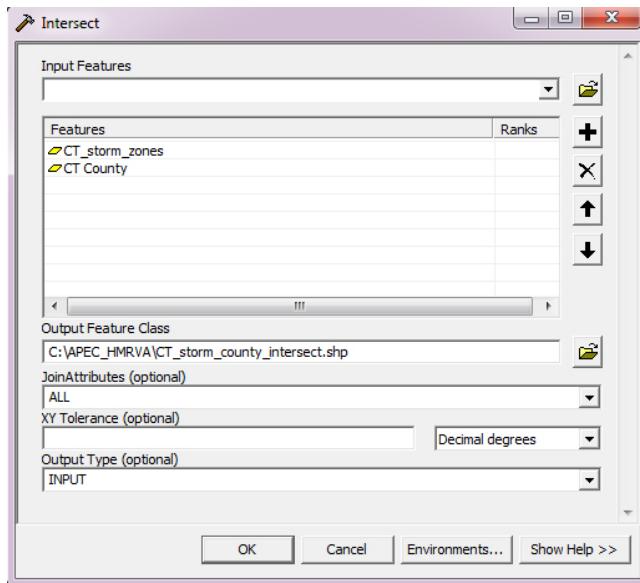 Intersect
Input Features
Features Ranks
CT_storm_zones
CT County
Output Feature Class
C:\APEC_HMRVA\CT_storm_county_intersect.shp
JoinAttributes (optional)
ALL
XY Tolerance (optional)
Decimal degrees
Output Type (optional)
INPUT
OK Cancel Environments... Show Help >>